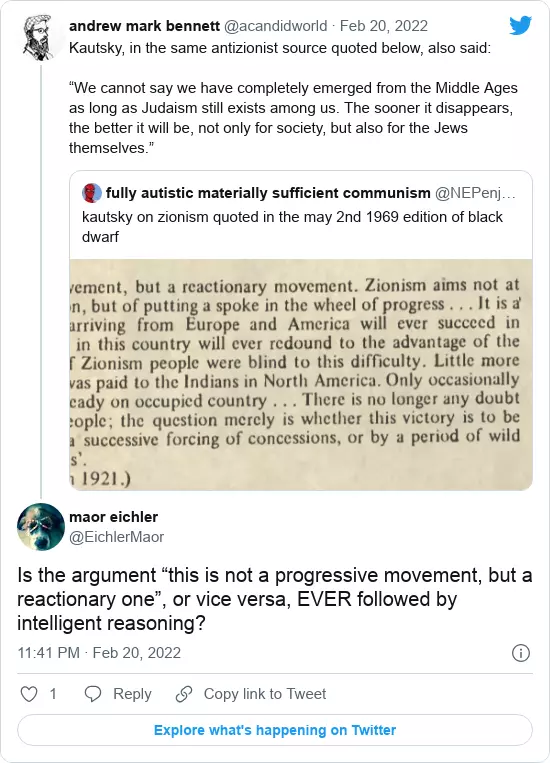 andrew mark bennett @acandidworld · Feb 20, 2022
Kautsky, in the same antizionist source quoted below, also said:
“We cannot say we have completely emerged from the Middle Ages
as long as Judaism still exists among us. The sooner it disappears,
the better it will be, not only for society, but also for the Jews
themselves.”
fully autistic materially sufficient communism @NEPenj...
kautsky on zionism quoted in the may 2nd 1969 edition of black
dwarf
vement, but a reactionary movement. Zionism aims not at
n, but of putting a spoke in the wheel of progress . . . It is a
arriving from Europe and America will ever succeed in
in this country will ever redound to the advantage of the
f Zionism people were blind to this difficulty. Little more
vas paid to the Indians in North America. Only occasionally
eady on occupied country . . . There is no longer any doubt
eople; the question merely is whether this victory is to be
a successive forcing of concessions, or by a period of wild
s'.
1921.)
maor eichler
@EichlerMaor
Is the argument “this is not a progressive movement, but a
reactionary one”, or vice versa, EVER followed by
intelligent reasoning?
11:41 PM · Feb 20, 2022
1 Reply Copy link to Tweet
Explore what's happening on Twitter